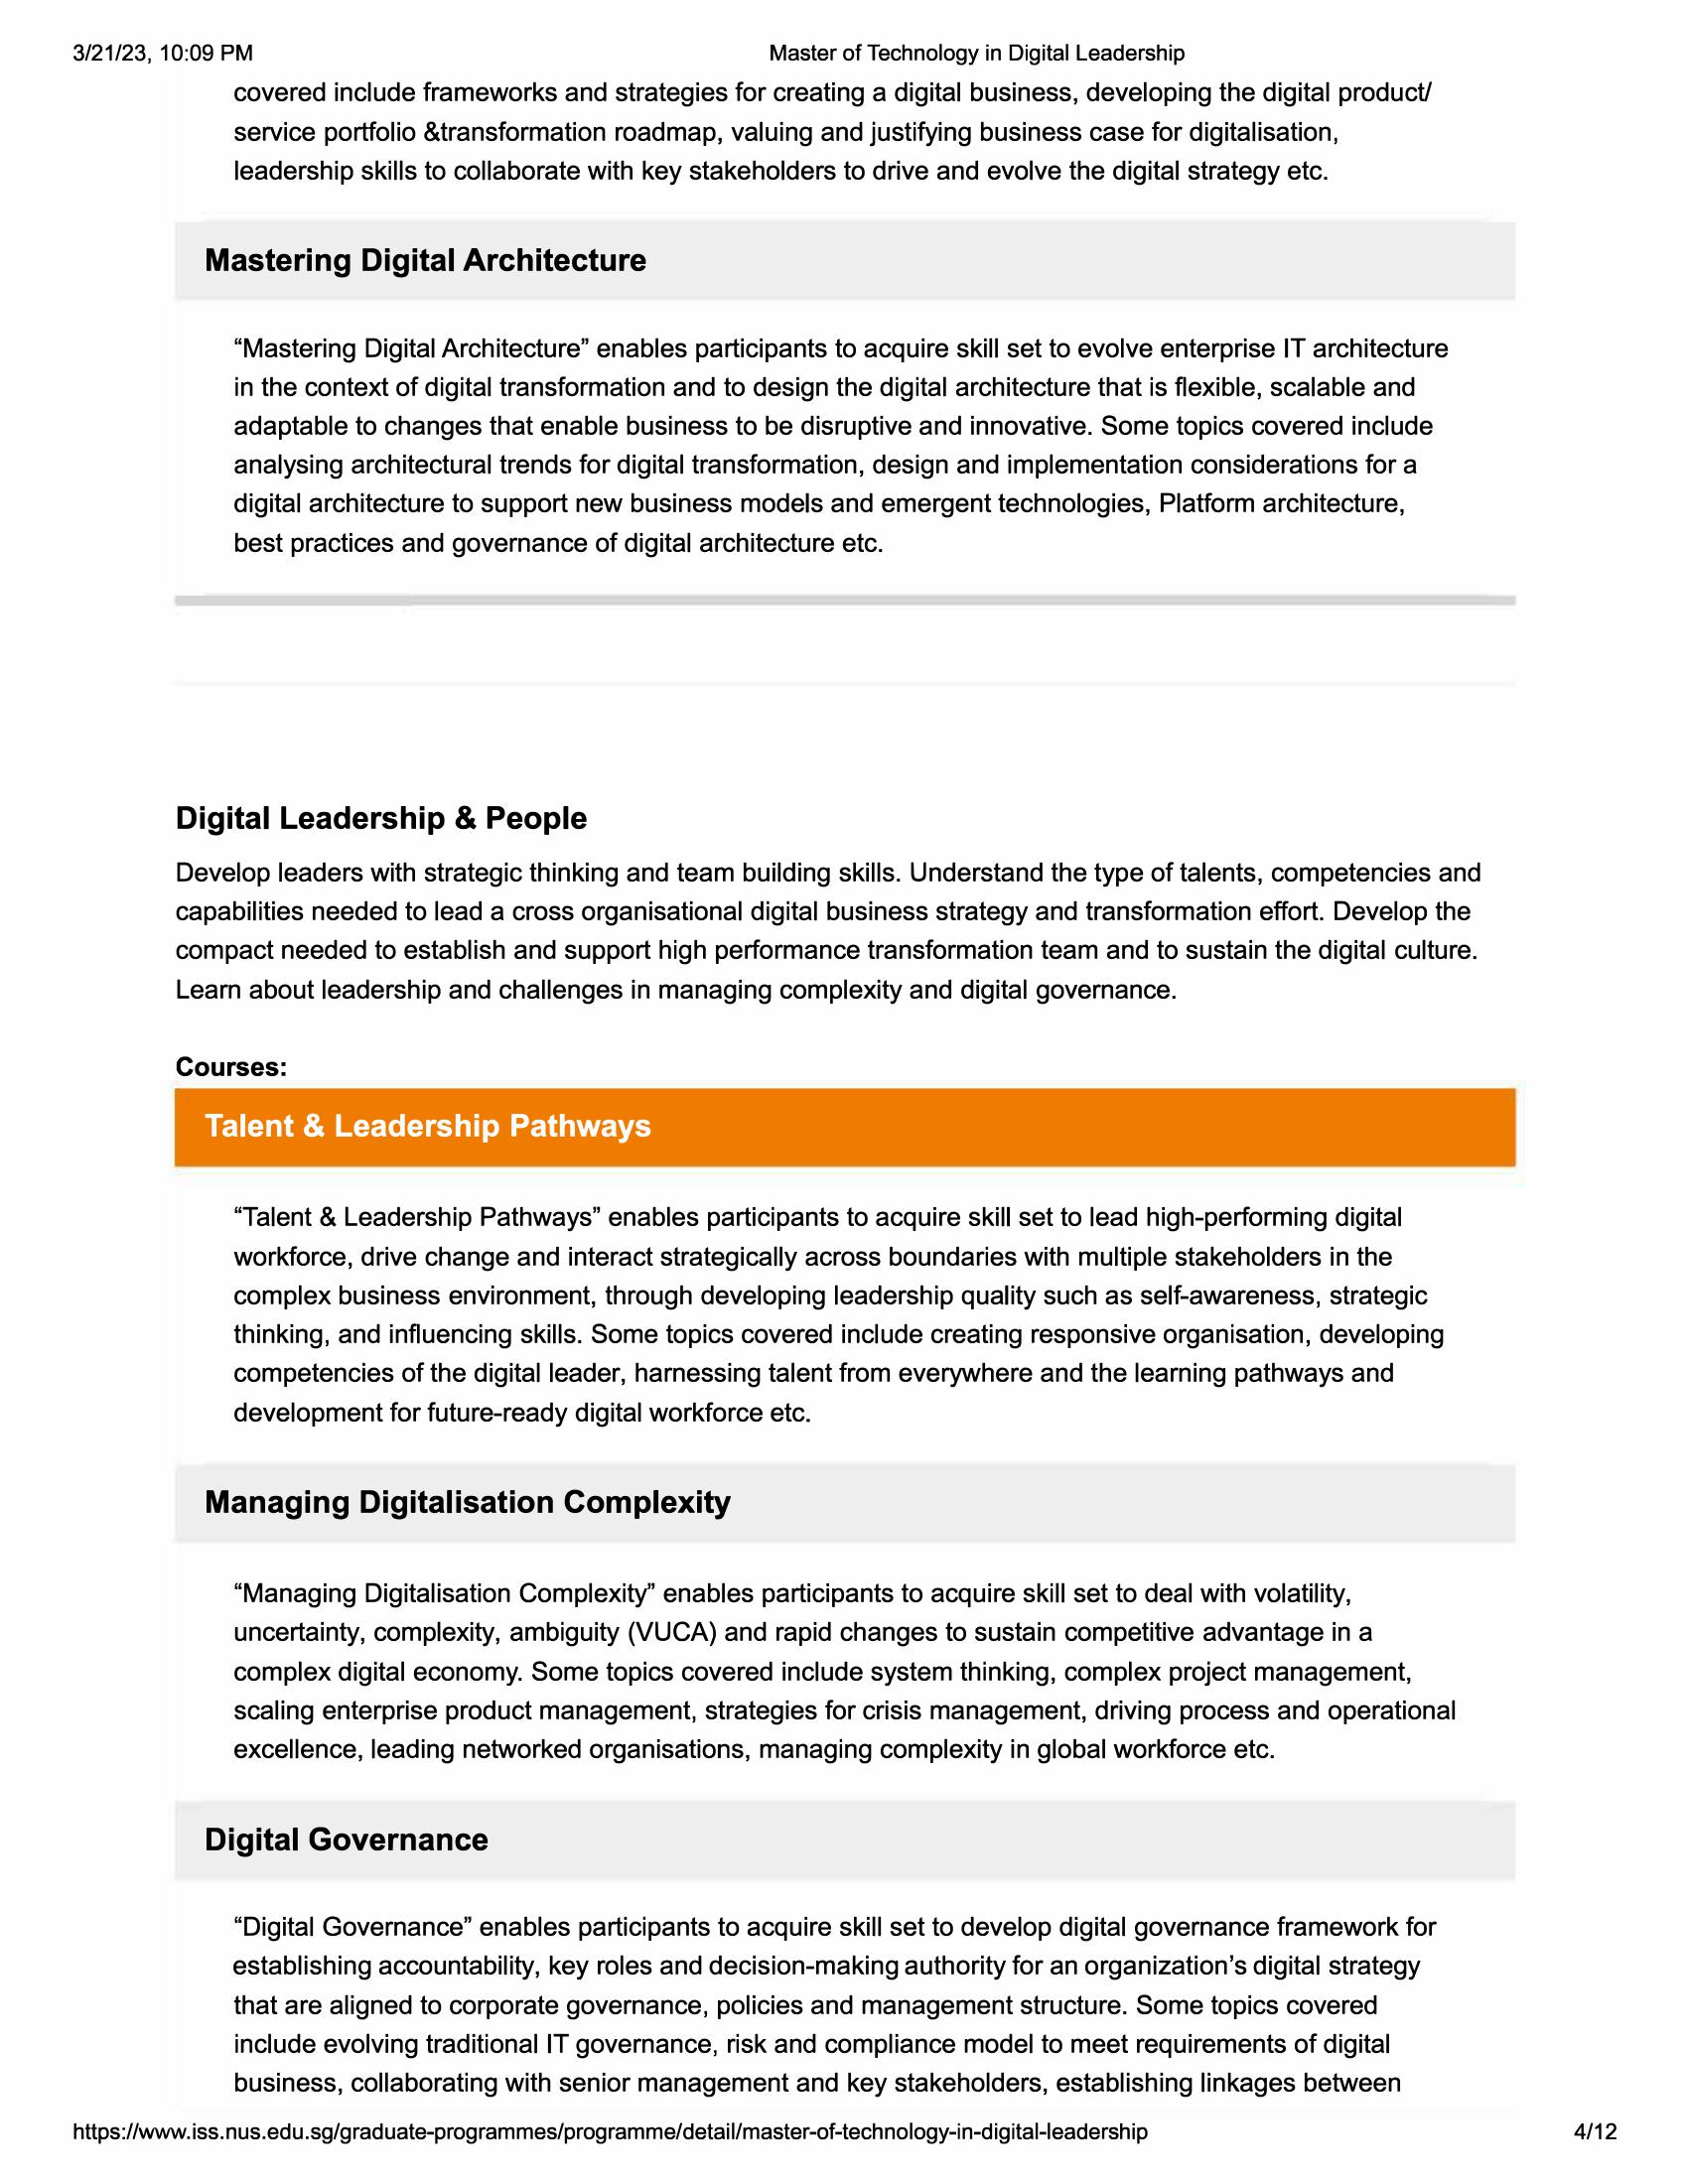 3/21/23, 10:09 PM Master of Technology in Digital Leadership
covered include frameworks and strategies for creating a digital business, developing the digital product/
service portfolio &transformation roadmap, valuing and justifying business case for digitalisation,
leadership skills to collaborate with key stakeholders to drive and evolve the digital strategy etc.
Mastering Digital Architecture
“Mastering Digital Architecture” enables participants to acquire skill set to evolve enterprise IT architecture
in the context of digital transformation and to design the digital architecture that is flexible, scalable and
adaptable to changes that enable business to be disruptive and innovative. Some topics covered include
analysing architectural trends for digital transformation, design and implementation considerations for a
digital architecture to support new business models and emergent technologies, Platform architecture,
best practices and governance of digital architecture etc.
Digital Leadership & People
Develop leaders with strategic thinking and team building skills. Understand the type of talents, competencies and
capabilities needed to lead a cross organisational digital business strategy and transformation effort. Develop the
compact needed to establish and support high performance transformation team and to sustain the digital culture.
Learn about leadership and challenges in managing complexity and digital governance.
Courses:
Talent & Leadership Pathways
“Talent & Leadership Pathways” enables participants to acquire skill set to lead high-performing digital
workforce, drive change and interact strategically across boundaries with multiple stakeholders in the
complex business environment, through developing leadership quality such as self-awareness, strategic
thinking, and influencing skills. Some topics covered include creating responsive organisation, developing
competencies of the digital leader, harnessing talent from everywhere and the learning pathways and
development for future-ready digital workforce etc.
Managing Digitalisation Complexity
“Managing Digitalisation Complexity” enables participants to acquire skill set to deal with volatility,
uncertainty, complexity, ambiguity (VUCA) and rapid changes to sustain competitive advantage in a
complex digital economy. Some topics covered include system thinking, complex project management,
scaling enterprise product management, strategies for crisis management, driving process and operational
excellence, leading networked organisations, managing complexity in global workforce etc.
Digital Governance
“Digital Governance” enables participants to acquire skill set to develop digital governance framework for
establishing accountability, key roles and decision-making authority for an organization’s digital strategy
that are aligned to corporate governance, policies and management structure. Some topics covered
include evolving traditional IT governance, risk and compliance model to meet requirements of digital
business, collaborating with senior management and key stakeholders, establishing linkages between
https://www.iss.nus.edu.sg/graduate-programmes/programme/detail/master-of-technology-in-digital-leadership 4/12